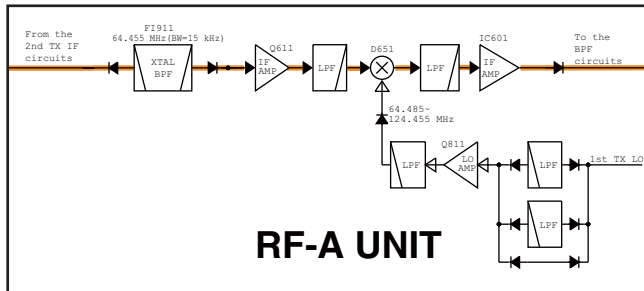 From the
2nd TX IF
circuits
FI911
64.455 MHz(BW=15 kHz)
XTAL
BPF
Q611
IF
AMP
LPF
D651
LPF
IC601
IF
AMP
To the
BPF
circuits
64.485~
124.455 MHz
LPF
Q811
LO
AMP
LPF
1st TX LO
LPF
RF-A UNIT